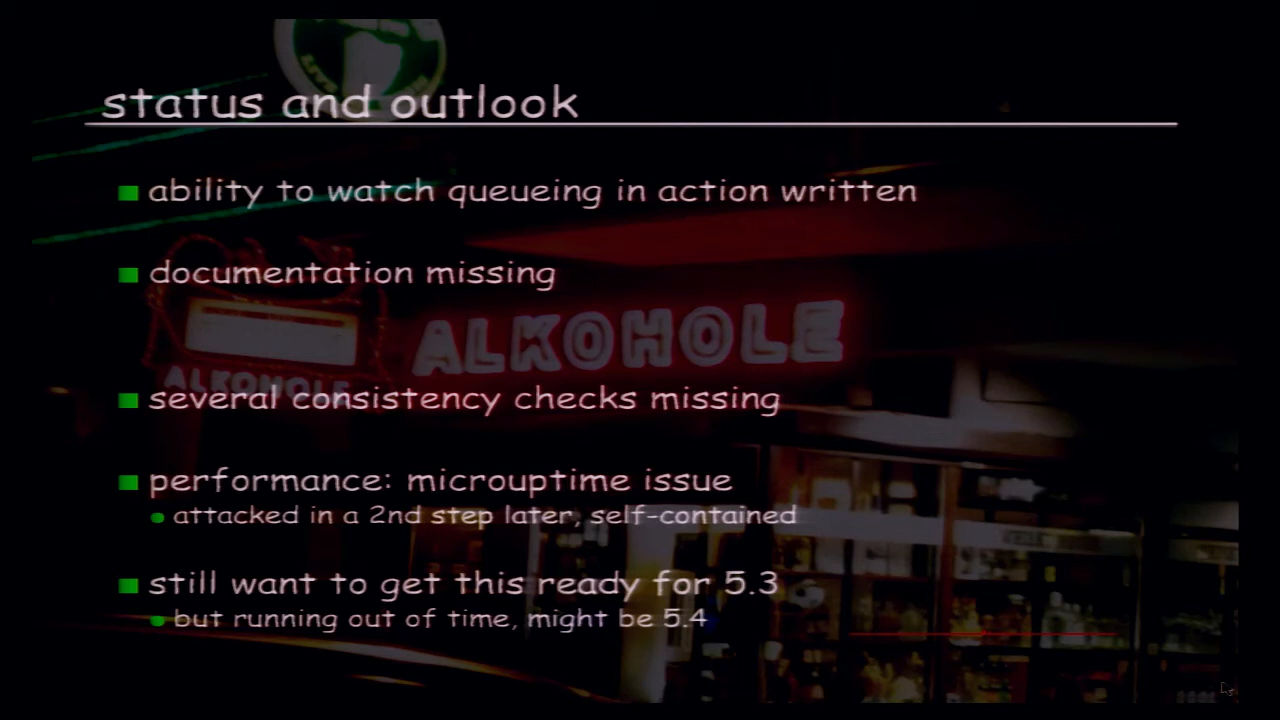 status and outlook
ability to watch queueing in action written
documentation missing
ALKOHOLE
ALKOHOLE
several consistency checks missing
performance: microuptime issue
attacked in a 2nd step later, self-contained
still want to get this ready for 5.3
but running out of time, might be 5.4